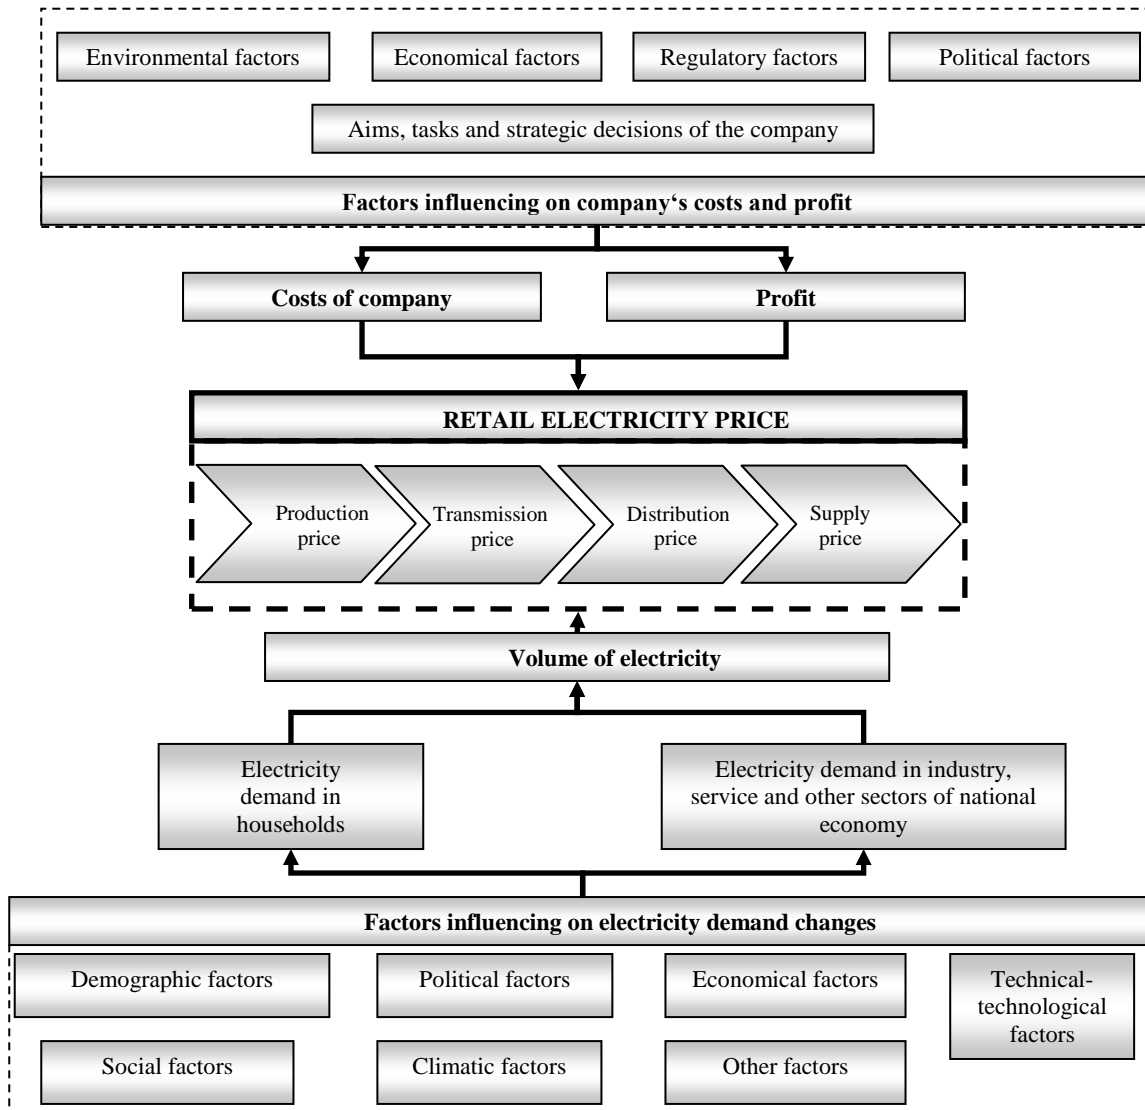 Environmental factors
Economical factors
Regulatory factors
Political factors
Aims, tasks and strategic decisions of the company
Factors influencing on company‘s costs and profit
Costs of company
Profit
RETAIL ELECTRICITY PRICE
Production
price
Transmission
price
Distribution
price
Supply
price
Volume of electricity
Electricity
demand in
households
Electricity demand in industry,
service and other sectors of national
economy
Factors influencing on electricity demand changes
Demographic factors
Political factors
Economical factors
Technical-
technological
factors
Social factors
Climatic factors
Other factors